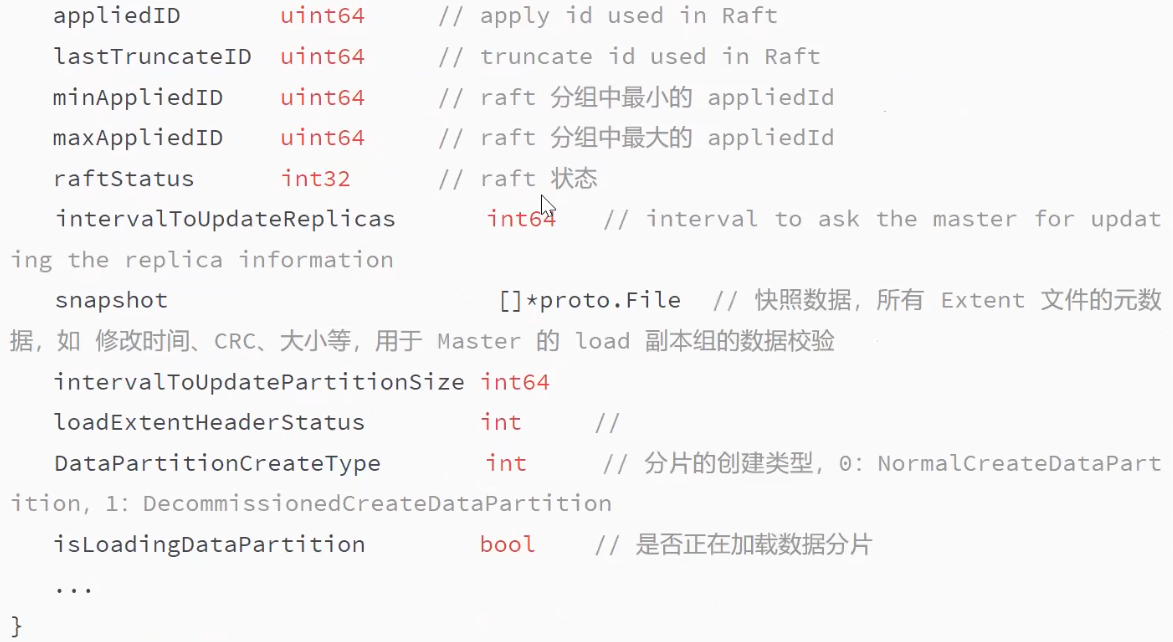 appliedID uint64 // apply id used in Raft
lastTruncateID uint64 // truncate id used in Raft
minAppliedID uint64 // raft 分组中最小的 appliedId
maxAppliedID uint64 // raft 分组中最大的 appliedId
raftStatus int32 // raft 状态
intervalToUpdateReplicas int64 // interval to ask the master for updat
ing the replica information
snapshot []*proto.File // 快照数据，所有 Extent 文件的元数
据，如 修改时间、CRC、大小等，用于 Master 的 load 副本组的数据校验
intervalToUpdatePartitionSize int64
loadExtentHeaderStatus int //
DataPartitionCreateType int // 分片的创建类型，0：NormalCreateDataPart
ition，1：DecommissionedCreateDataPartition
isLoadingDataPartition bool // 是否正在加载数据分片
...
}